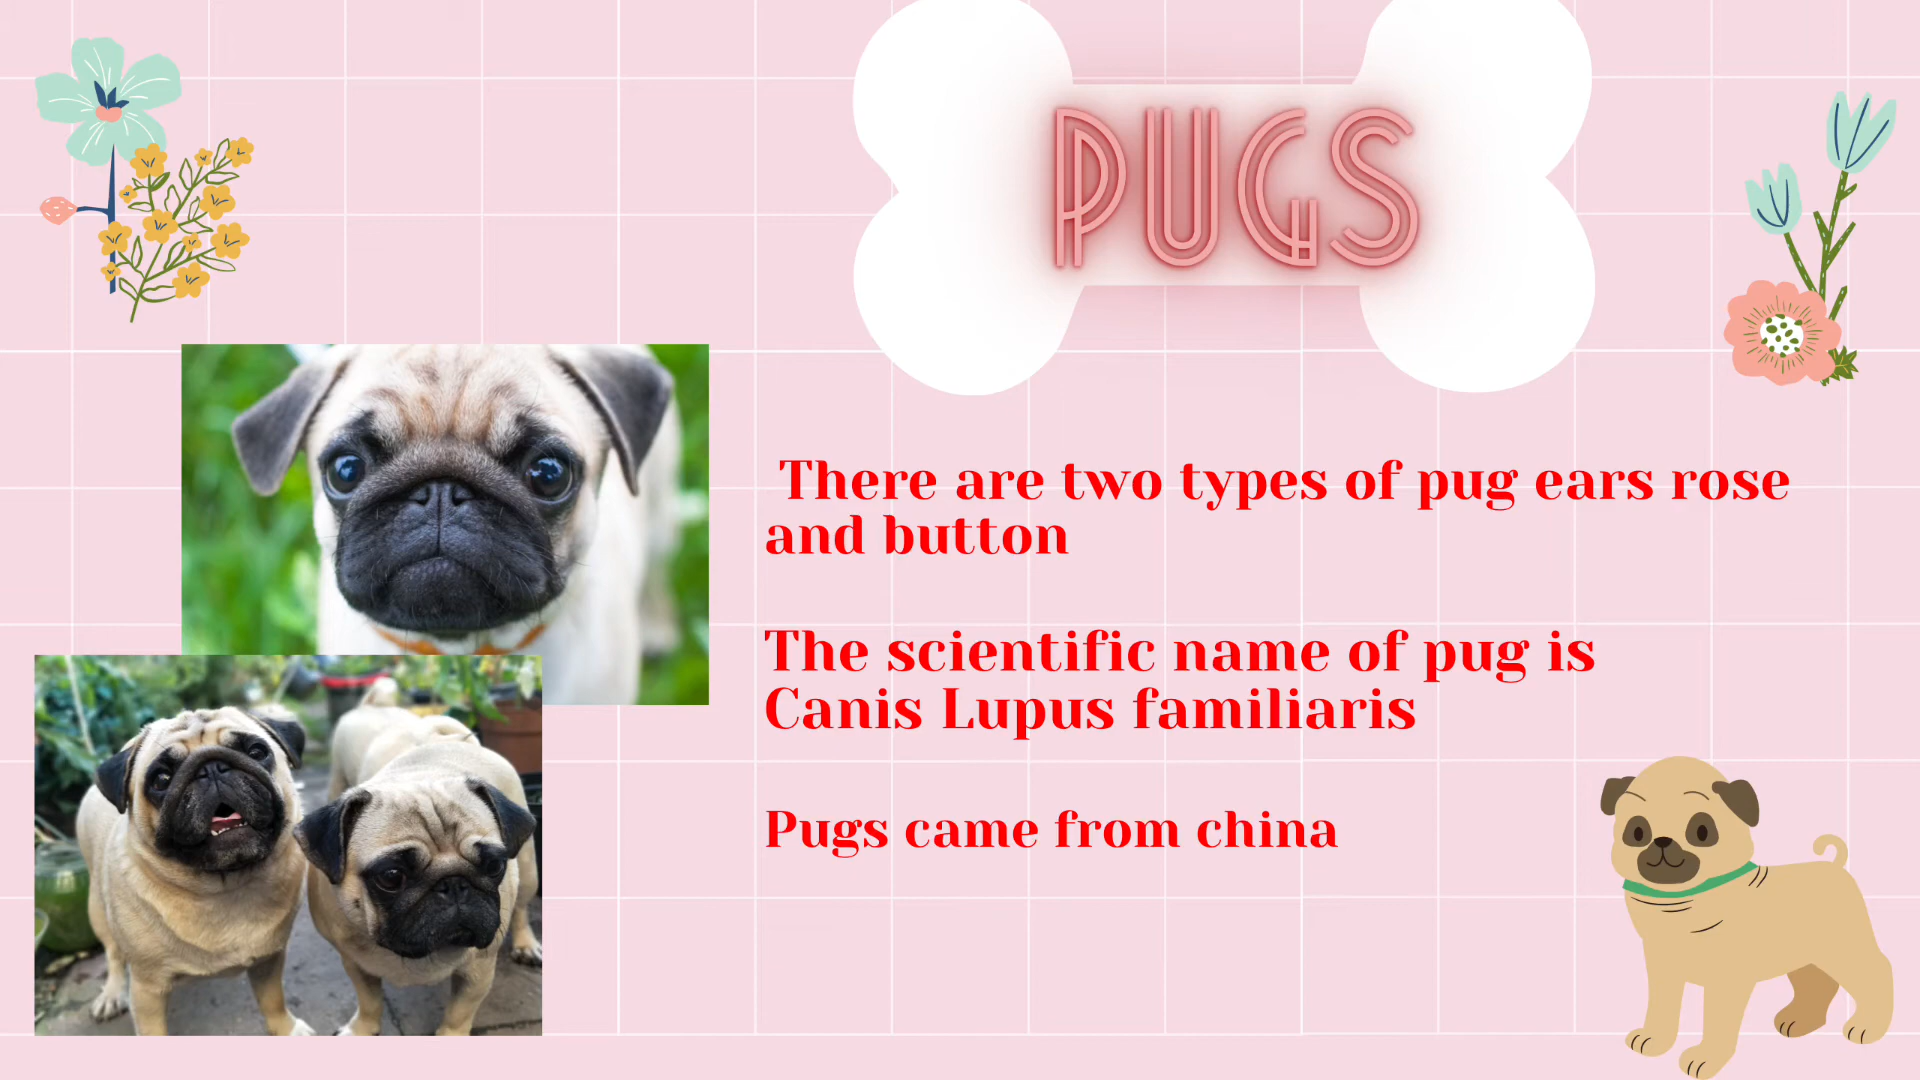 PUGS
There are two types of pug ears rose
and button
The scientific name of pug is
Canis Lupus familiaris
Pugs came from china